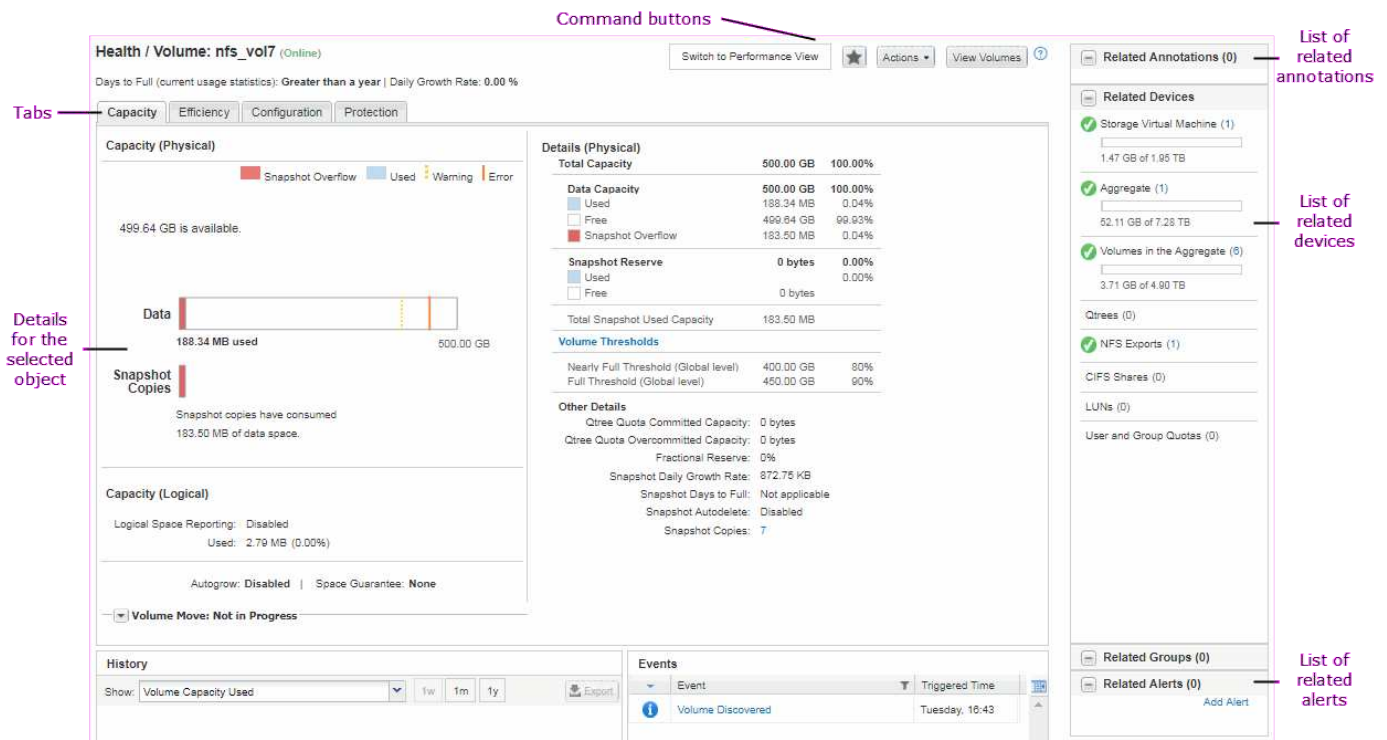 Command buttons
Health / Volume: nfs_vol7 (Online)
Switch to Performance View
Actions
View Volumes
?
Days to Full (current usage statistics): Greater than a year | Daily Growth Rate: 0.00 %
Tabs
Capacity Efficiency Configuration Protection
Capacity (Physical)
Snapshot Overflow Used Warning Error
499.64 GB is available.
Details for the selected object
Data
188.34 MB used 500.00 GB
Snapshot
Copies
Snapshot copies have consumed
183.50 MB of data space.
Capacity (Logical)
Logical Space Reporting: Disabled
Used: 2.79 MB (0.00%)
Autogrow: Disabled | Space Guarantee: None
Volume Move: Not in Progress
Details (Physical)
Total Capacity 500.00 GB 100.00%
Data Capacity 500.00 GB 100.00%
Used 188.34 MB 0.04%
Free 499.64 GB 99.93%
Snapshot Overflow 183.50 MB 0.04%
Snapshot Reserve 0 bytes 0.00%
Used 0.00%
Free 0 bytes
Total Snapshot Used Capacity 183.50 MB
Volume Thresholds
Nearly Full Threshold (Global level) 400.00 GB 80%
Full Threshold (Global level) 450.00 GB 90%
Other Details
Qtree Quota Committed Capacity: 0 bytes
Qtree Quota Overcommitted Capacity: 0 bytes
Fractional Reserve: 0%
Snapshot Daily Growth Rate: 872.75 KB
Snapshot Days to Full: Not applicable
Snapshot Autodelete: Disabled
Snapshot Copies: 7
History
Show: Volume Capacity Used 1w 1m 1y Export
Events
Event Triggered Time
Volume Discovered Tuesday, 16:43
Related Annotations (0)
List of
related
annotations
Related Devices
Storage Virtual Machine (1)
1.47 GB of 1.95 TB
Aggregate (1)
52.11 GB of 7.28 TB
Volumes in the Aggregate (6)
3.71 GB of 4.90 TB
Qtrees (0)
NFS Exports (1)
CIFS Shares (0)
LUNs (0)
User and Group Quotas (0)
List of
related
devices
Related Groups (0)
Related Alerts (0)
Add Alert
List of
related
alerts